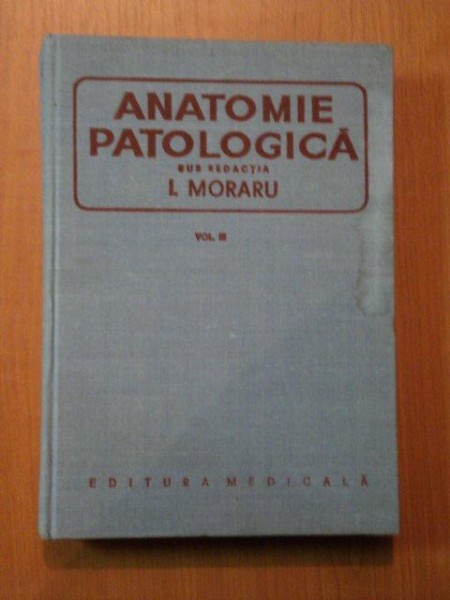 ANATOMIE
PATOLOGICĂ
SUB REDACȚIA
I. MORARU
VOL. III
EDITURA MEDICALĂ